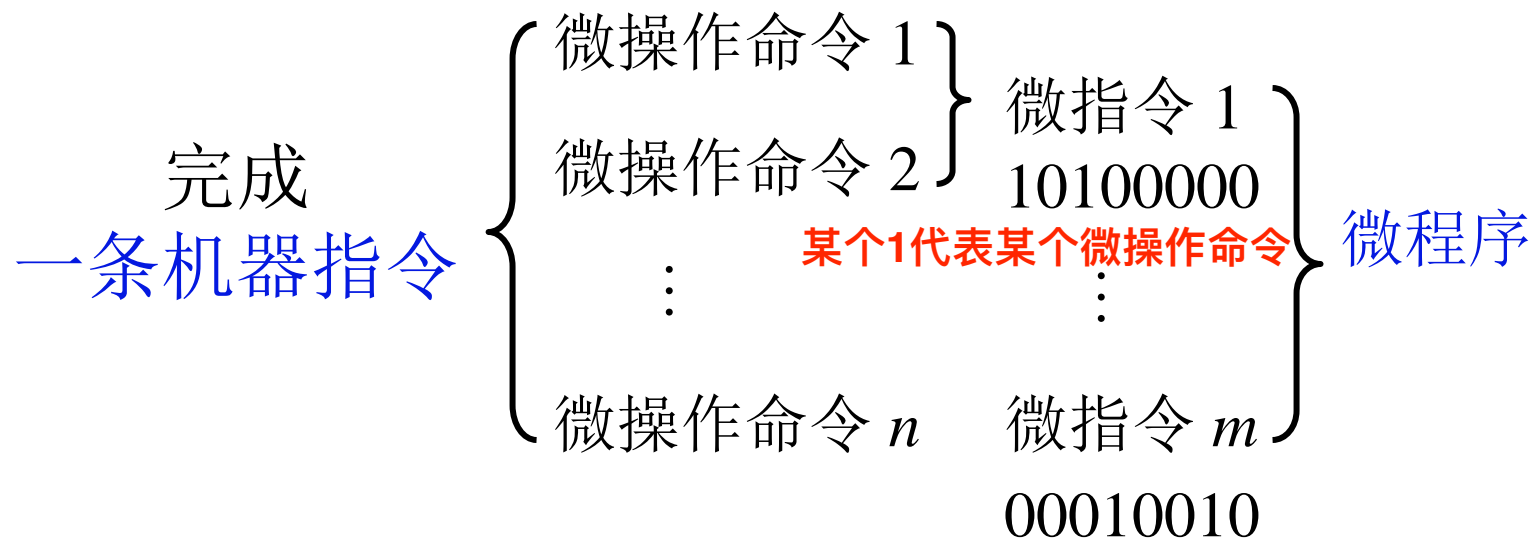 完成
一条机器指令
微操作命令 1
微操作命令 2
⋮
微操作命令 n
微指令 1
10100000
某个1代表某个微操作命令
⋮
微指令 m
00010010
微程序